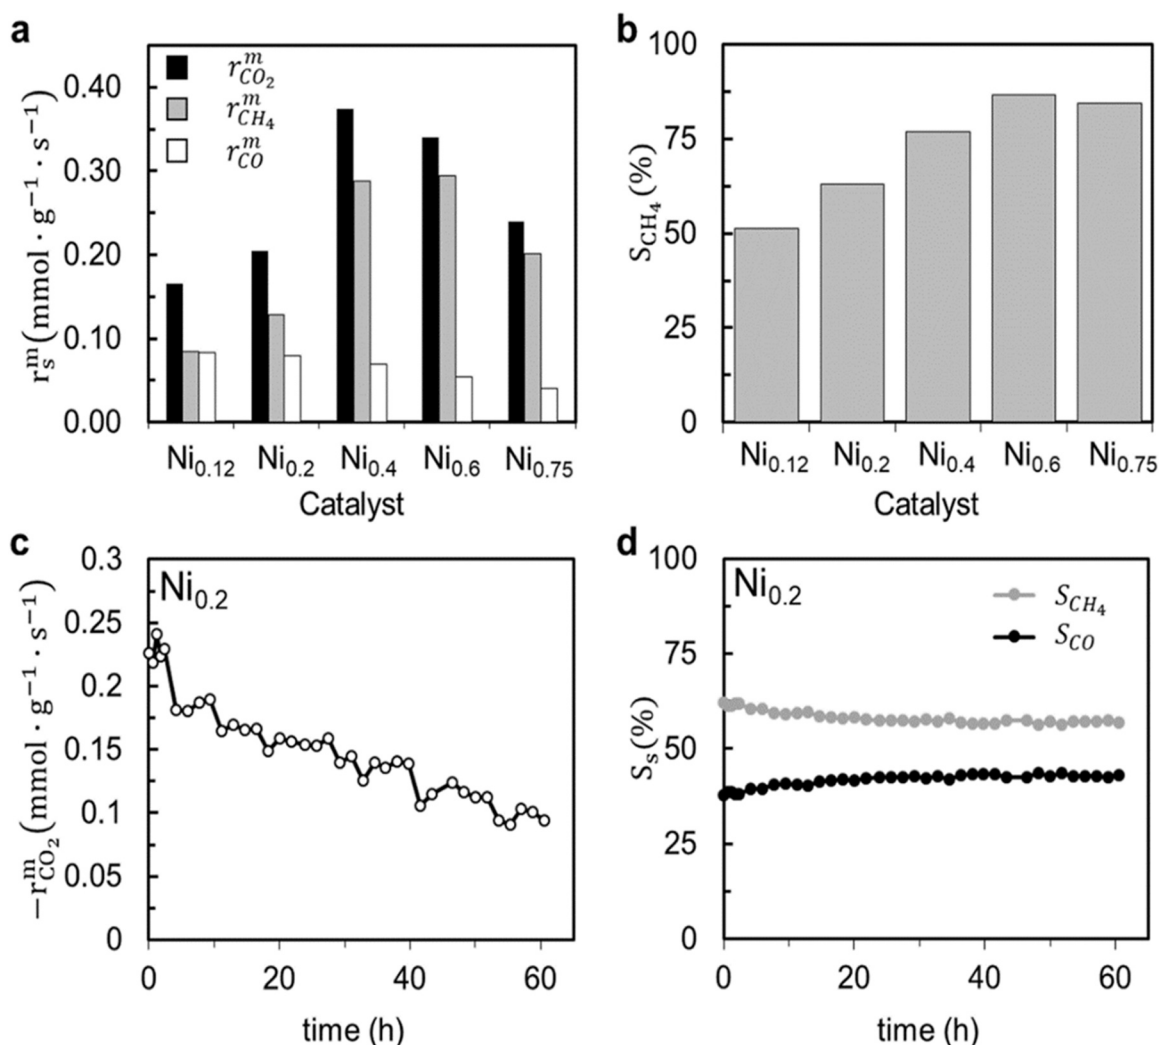 a
r_s^m (mmol · g⁻¹ · s⁻¹)
0.40
0.30
0.20
0.10
0.00
r_{CO_2}^m
r_{CH_4}^m
r_{CO}^m
Ni_{0.12} Ni_{0.2} Ni_{0.4} Ni_{0.6} Ni_{0.75}
Catalyst
b
S_{CH_4} (%)
100
75
50
25
0
Ni_{0.12} Ni_{0.2} Ni_{0.4} Ni_{0.6} Ni_{0.75}
Catalyst
c
−r_{CO_2}^m (mmol · g⁻¹ · s⁻¹)
0.3
0.25
0.2
0.15
0.1
0.05
0
Ni_{0.2}
0 20 40 60
time (h)
d
S_s (%)
100
75
50
25
0
Ni_{0.2}
S_{CH_4}
S_{CO}
0 20 40 60
time (h)